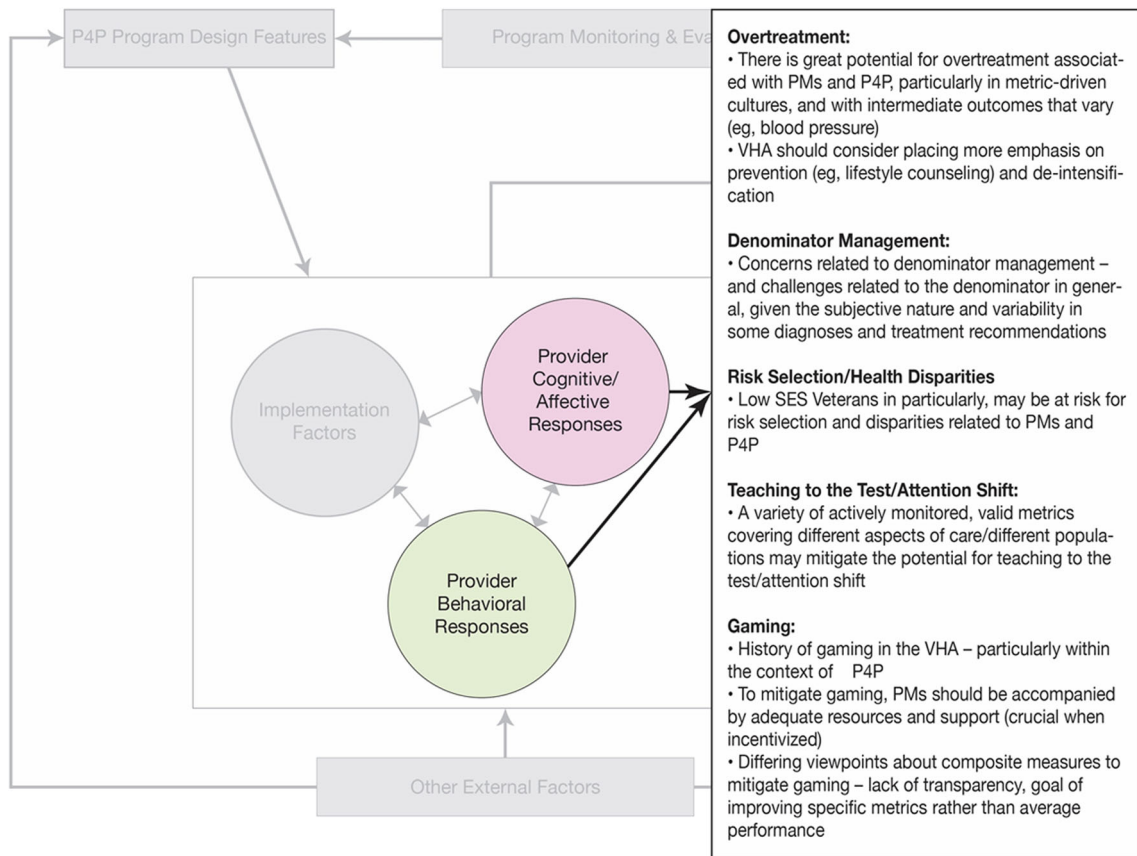 P4P Program Design Features
Program Monitoring & Eva
Implementation
Factors
Provider
Cognitive/
Affective
Responses
Provider
Behavioral
Responses
Other External Factors
Overtreatment:
• There is great potential for overtreatment associat-
ed with PMs and P4P, particularly in metric-driven
cultures, and with intermediate outcomes that vary
(eg, blood pressure)
• VHA should consider placing more emphasis on
prevention (eg, lifestyle counseling) and de-intensifi-
cation
Denominator Management:
• Concerns related to denominator management –
and challenges related to the denominator in gener-
al, given the subjective nature and variability in
some diagnoses and treatment recommendations
Risk Selection/Health Disparities
• Low SES Veterans in particularly, may be at risk for
risk selection and disparities related to PMs and
P4P
Teaching to the Test/Attention Shift:
• A variety of actively monitored, valid metrics
covering different aspects of care/different popula-
tions may mitigate the potential for teaching to the
test/attention shift
Gaming:
• History of gaming in the VHA – particularly within
the context of P4P
• To mitigate gaming, PMs should be accompanied
by adequate resources and support (crucial when
incentivized)
• Differing viewpoints about composite measures to
mitigate gaming – lack of transparency, goal of
improving specific metrics rather than average
performance